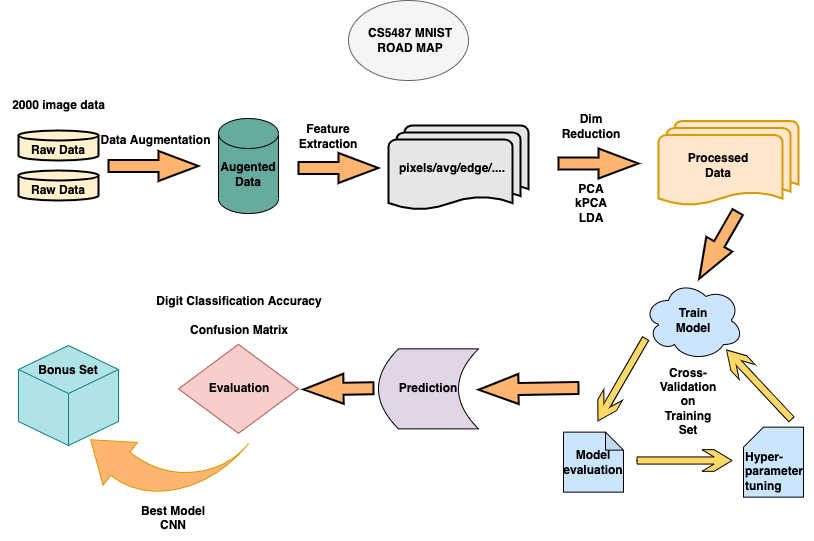 CS5487 MNIST
ROAD MAP
2000 image data
Raw Data
Raw Data
Data Augmentation
Augented
Data
Feature
Extraction
pixels/avg/edge/....
Dim
Reduction
PCA
kPCA
LDA
Processed
Data
Train
Model
Cross-
Validation
on
Training
Set
Model
evaluation
Hyper-
parameter
tuning
Prediction
Digit Classification Accuracy
Confusion Matrix
Evaluation
Bonus Set
Best Model
CNN